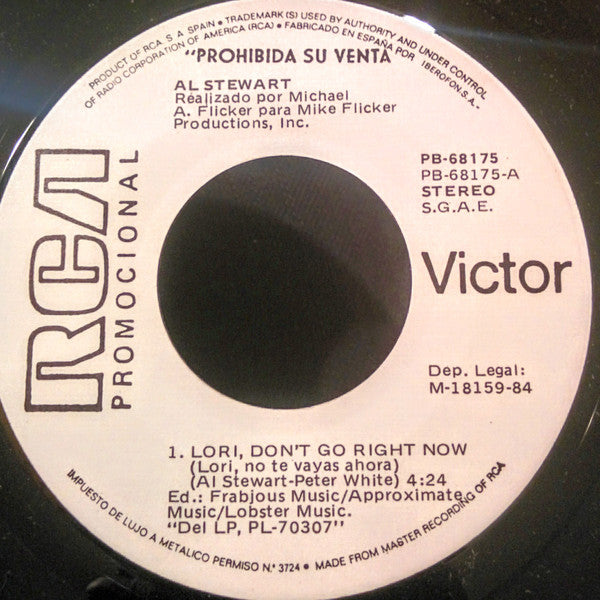 PRODUCT OF RCA S A SPAIN • TRADEMARK (S) USED BY AUTHORITY AND UNDER CONTROL
OF RADIO CORPORATION OF AMERICA (RCA) • FABRICADO EN ESPAÑA POR IBEROFON S.A.-
"PROHIBIDA SU VENTA
AL STEWART
Realizado por Michael
A. Flicker para Mike Flicker
Productions, Inc.
PB-68175
PB-68175-A
STEREO
S.G.A.E.
RCA
PROMOCIONAL
Victor
Dep. Legal:
M-18159-84
1. LORI, DON'T GO RIGHT NOW
(Lori, no te vayas ahora)
(Al Stewart-Peter White) 4:24
Ed.: Frabjous Music/Approximate
Music/Lobster Music.
"Del LP, PL-70307"
IMPUESTO DE LUJO A METALICO PERMISO N.º 3724 • MADE FROM MASTER RECORDING OF RCA